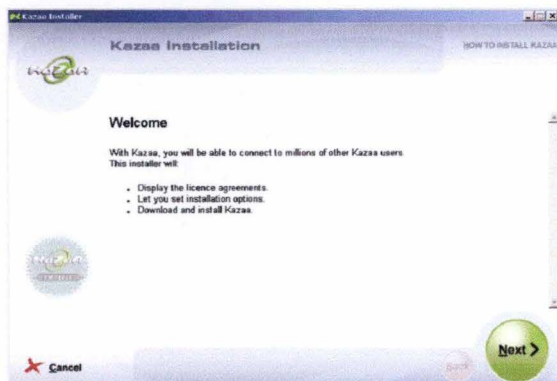 Kazaa Installer
Kazaa Installation
HOW TO INSTALL KAZAA
KaZaA
Welcome
With Kazaa, you will be able to connect to millions of other Kazaa users
This installer will:
• Display the licence agreements.
• Let you set installation options.
• Download and install Kazaa.
KaZaA
Cancel
Back
Next >